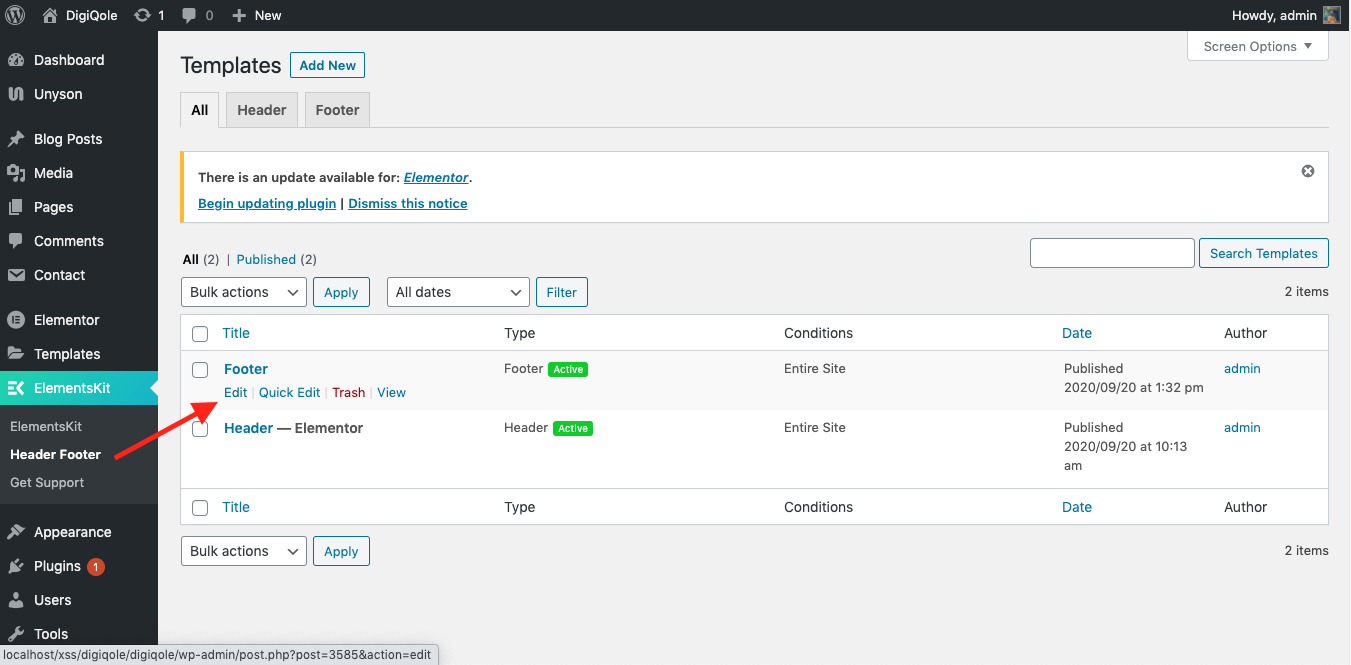 DigiQole 1 0 New Howdy, admin
Screen Options
Dashboard
Unyson
Blog Posts
Media
Pages
Comments
Contact
Elementor
Templates
ElementsKit
ElementsKit
Header Footer
Get Support
Appearance
Plugins 1
Users
Tools
Templates Add New
All Header Footer
There is an update available for: Elementor.
Begin updating plugin | Dismiss this notice
All (2) | Published (2)
Search Templates
Bulk actions Apply All dates Filter 2 items
Title Type Conditions Date Author
Footer Footer Active Entire Site Published admin
2020/09/20 at 1:32 pm
Edit | Quick Edit | Trash | View
Header — Elementor Header Active Entire Site Published admin
2020/09/20 at 10:13
am
Title Type Conditions Date Author
Bulk actions Apply 2 items
localhost/xss/digiqole/digiqole/wp-admin/post.php?post=3585&action=edit